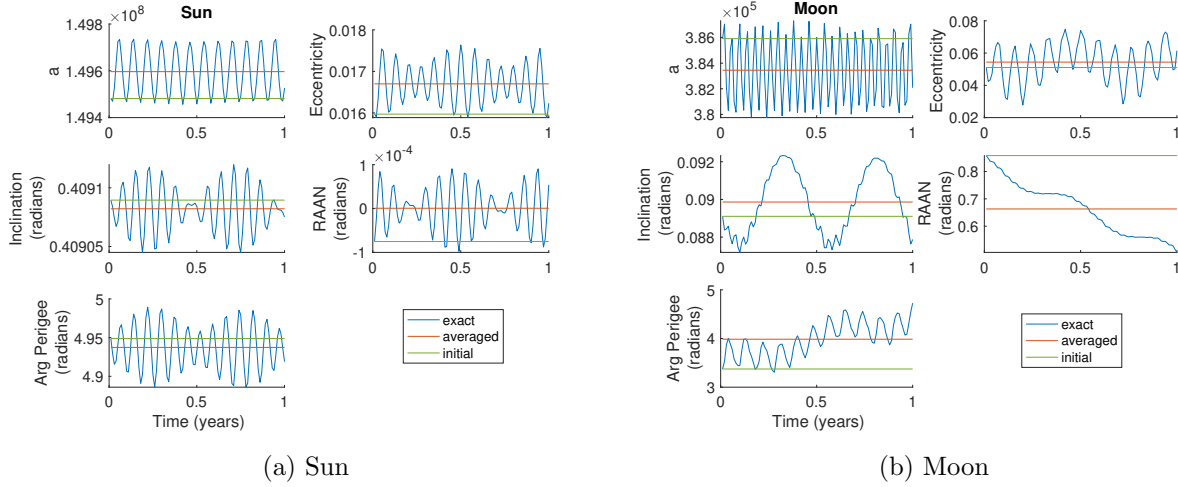 Sun
×10^8
1.498
1.496
1.494
a
0 0.5 1
0.018
0.017
0.016
Eccentricity
0 0.5 1
0.4091
0.40905
Inclination
(radians)
0 0.5 1
×10^-4
1
0
-1
RAAN
(radians)
0 0.5 1
5
4.95
4.9
Arg Perigee
(radians)
0 0.5 1
Time (years)
exact
averaged
initial
(a) Sun
Moon
×10^5
3.86
3.84
3.82
3.8
a
0 0.5 1
0.08
0.06
0.04
0.02
Eccentricity
0 0.5 1
0.092
0.09
0.088
Inclination
(radians)
0 0.5 1
0.8
0.7
0.6
RAAN
(radians)
0 0.5 1
5
4
3
Arg Perigee
(radians)
0 0.5 1
Time (years)
exact
averaged
initial
(b) Moon